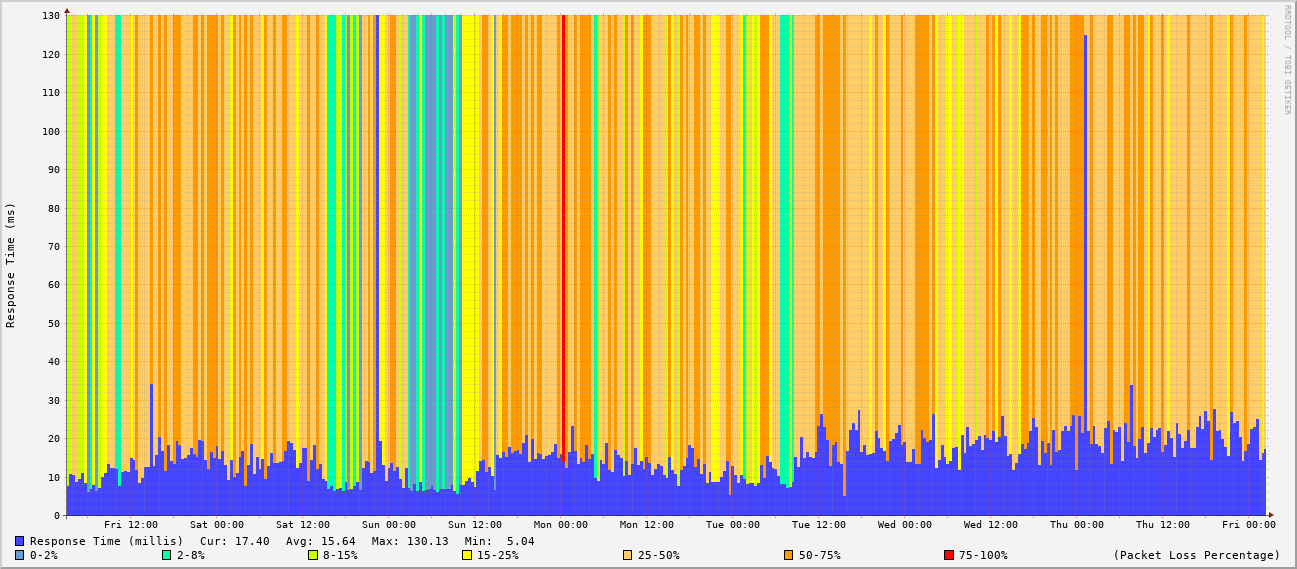 RRDTOOL / TOBI OETIKER
Response Time (ms)
130
120
110
100
90
80
70
60
50
40
30
20
10
0
Fri 12:00 Sat 00:00 Sat 12:00 Sun 00:00 Sun 12:00 Mon 00:00 Mon 12:00 Tue 00:00 Tue 12:00 Wed 00:00 Wed 12:00 Thu 00:00 Thu 12:00 Fri 00:00
Response Time (millis) Cur: 17.40 Avg: 15.64 Max: 130.13 Min: 5.04
0-2% 2-8% 8-15% 15-25% 25-50% 50-75% 75-100% (Packet Loss Percentage)